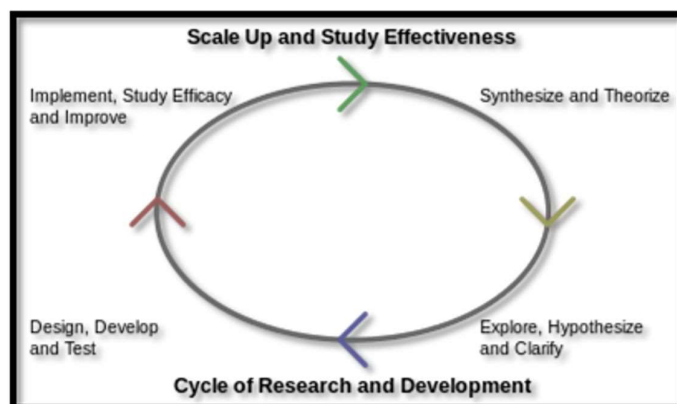 Scale Up and Study Effectiveness
Implement, Study Efficacy
and Improve
Synthesize and Theorize
Design, Develop
and Test
Explore, Hypothesize
and Clarify
Cycle of Research and Development